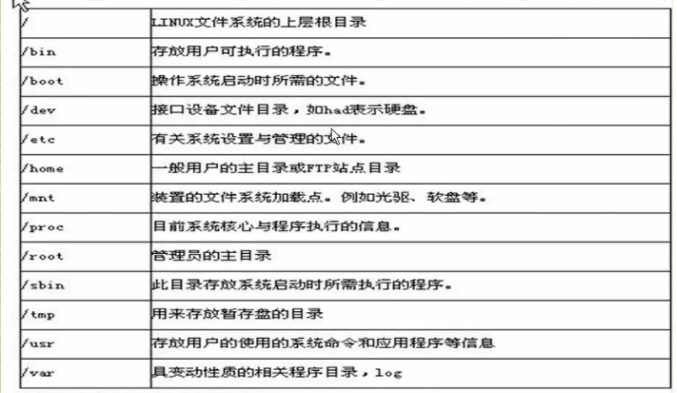 / LINUX文件系统的上层根目录
/bin 存放用户可执行的程序。
/boot 操作系统启动时所需的文件。
/dev 接口设备文件目录，如had表示硬盘。
/etc 有关系统设置与管理的文件。
/home 一般用户的主目录或FTP站点目录
/mnt 装置的文件系统加载点。例如光驱、软盘等。
/proc 目前系统核心与程序执行的信息。
/root 管理员的主目录
/sbin 此目录存放系统启动时所需执行的程序。
/tmp 用来存放暂存盘的目录
/usr 存放用户的使用的系统命令和应用程序等信息
/var 具变动性质的相关程序目录，log